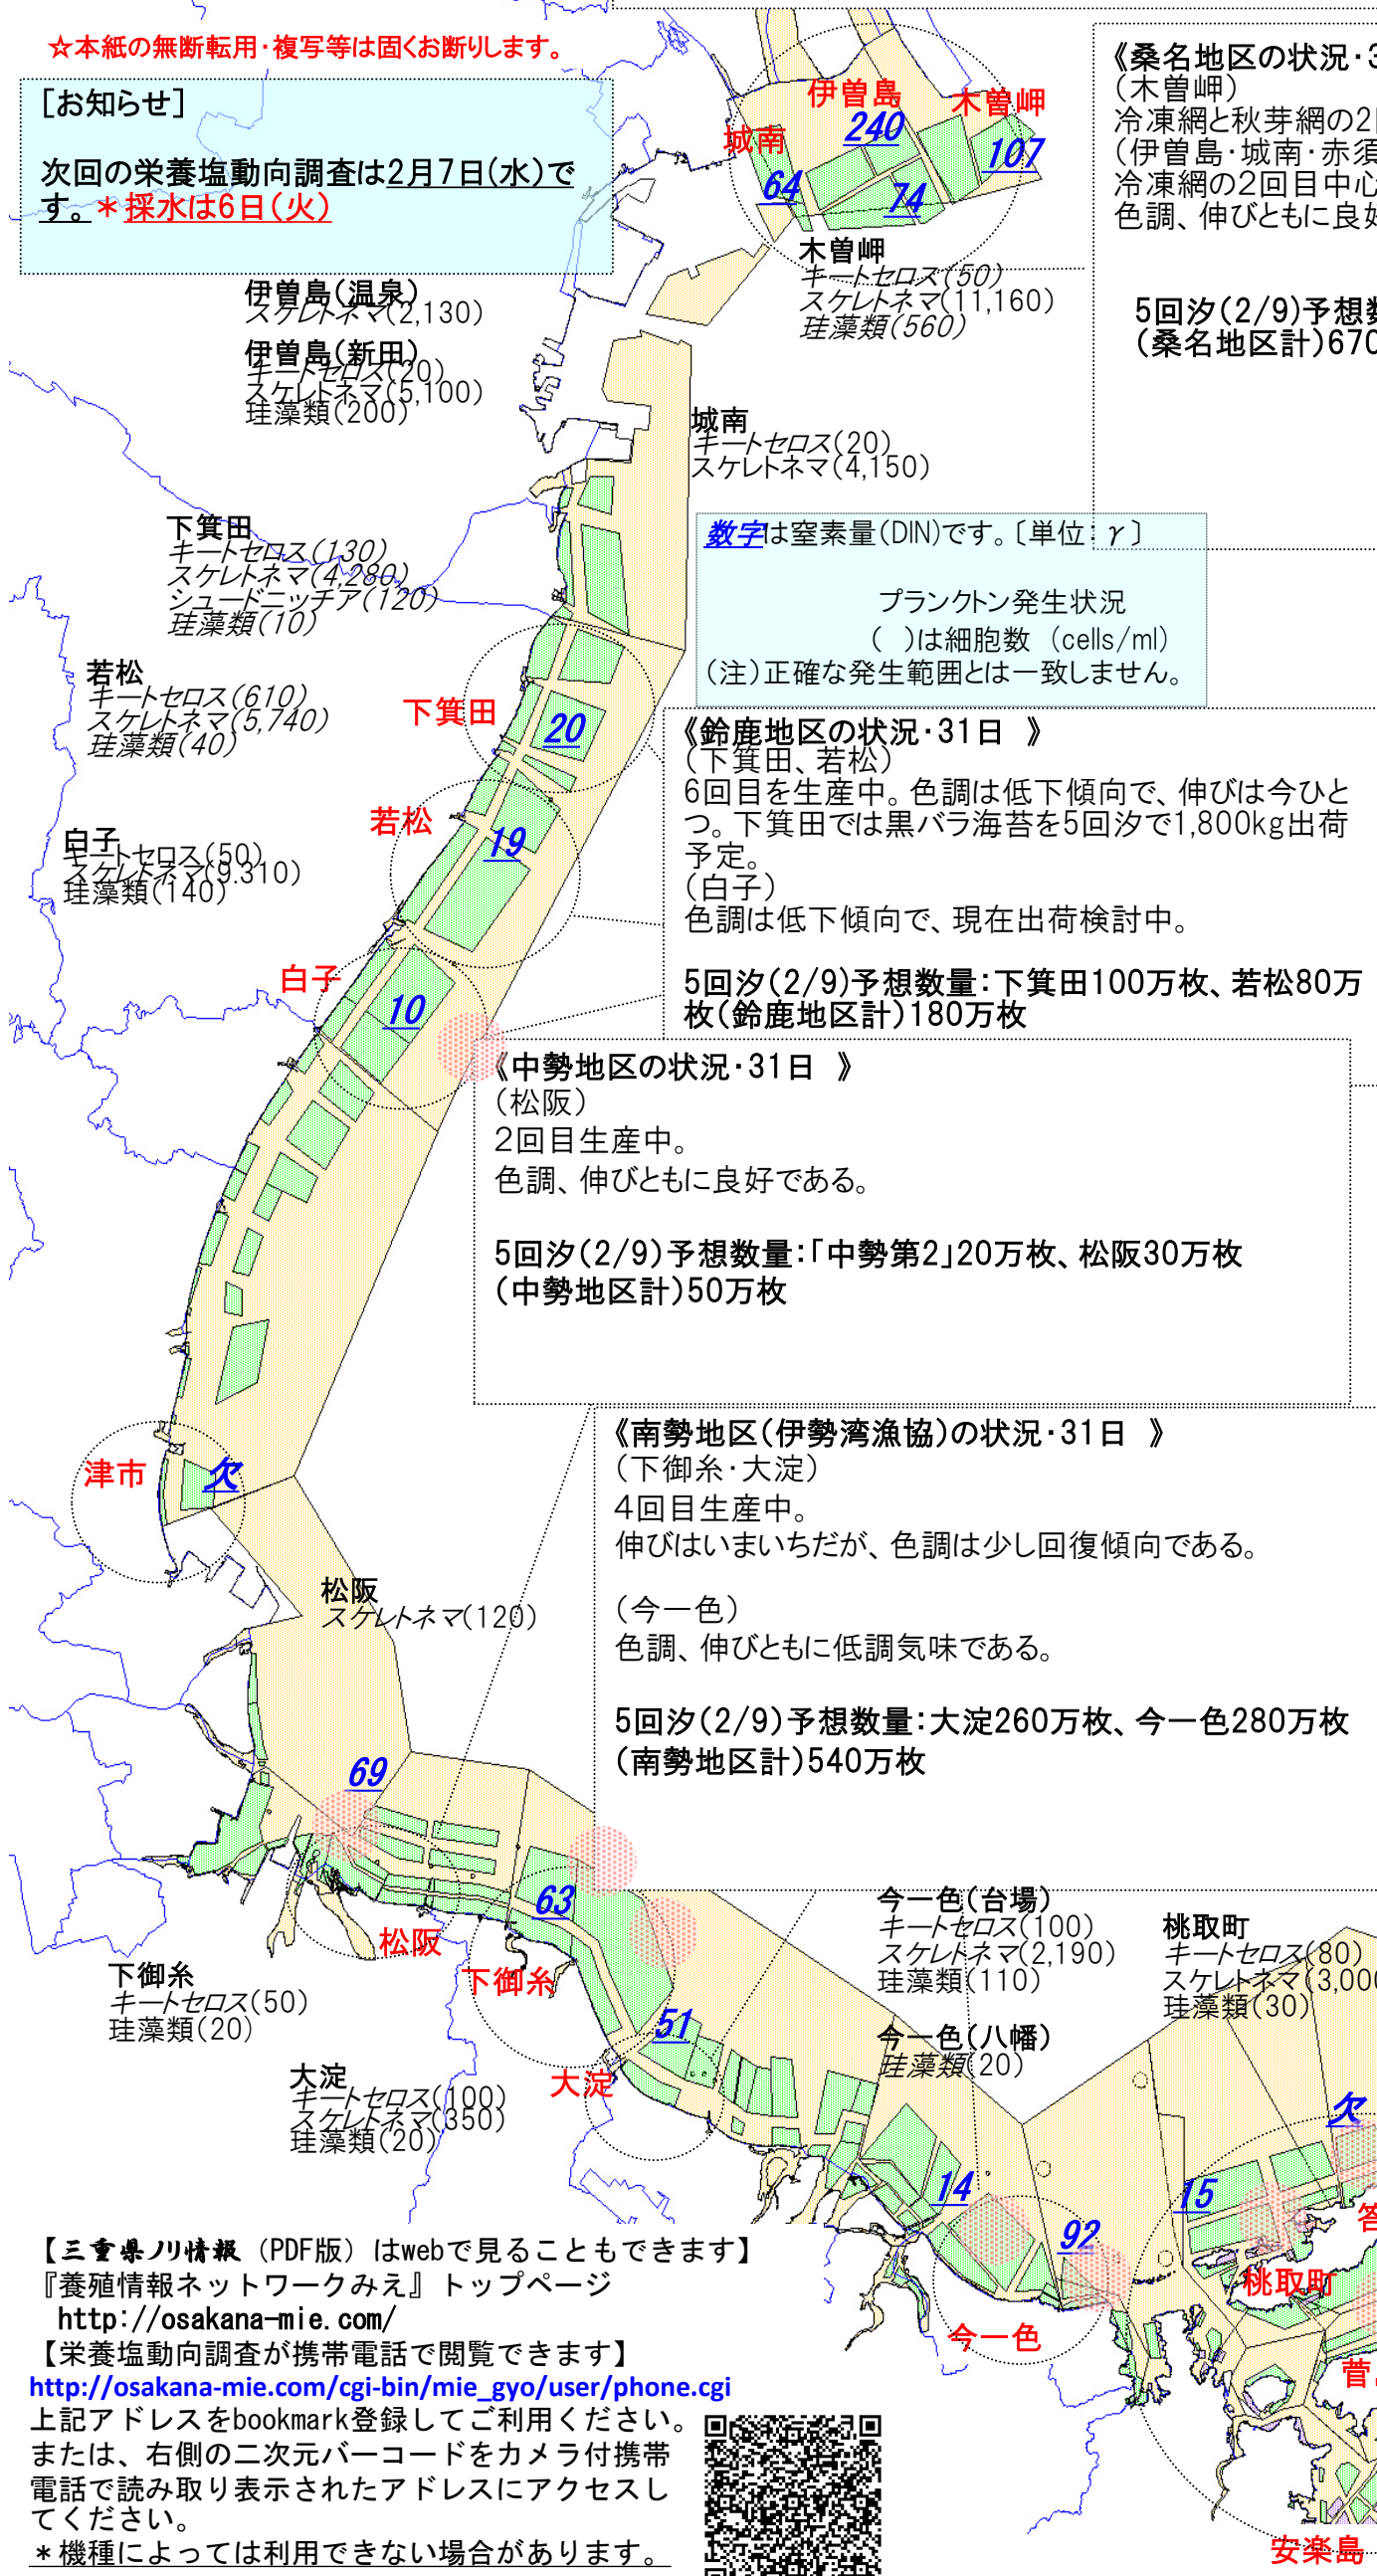 ☆本紙の無断転用・複写等は固くお断りします。
[お知らせ]
次回の栄養塩動向調査は2月7日(水)で
す。＊採水は6日(火)
伊曽島
木曽岬
城南
240
107
64
74
《桑名地区の状況・3
(木曽岬)
冷凍網と秋芽網の2
(伊曽島・城南・赤須
冷凍網の2回目中心
色調、伸びともに良好
5回汐(2/9)予想数
(桑名地区計)670
木曽岬
キートセロス(50)
スケレトネマ(11,160)
珪藻類(560)
伊曽島(温泉)
スケレトネマ(2,130)
伊曽島(新田)
キートセロス(20)
スケレトネマ(5,100)
珪藻類(200)
城南
キートセロス(20)
スケレトネマ(4,150)
下箕田
キートセロス(130)
スケレトネマ(4,280)
シュードニッチア(120)
珪藻類(10)
数字は窒素量(DIN)です。〔単位：γ〕
プランクトン発生状況
(　)は細胞数 (cells/ml)
(注)正確な発生範囲とは一致しません。
若松
キートセロス(610)
スケレトネマ(5,740)
珪藻類(40)
下箕田
20
若松
19
白子
キートセロス(50)
スケレトネマ(9.310)
珪藻類(140)
白子
10
《鈴鹿地区の状況・31日　》
(下箕田、若松)
6回目を生産中。色調は低下傾向で、伸びは今ひと
つ。下箕田では黒バラ海苔を5回汐で1,800kg出荷
予定。
(白子)
色調は低下傾向で、現在出荷検討中。
5回汐(2/9)予想数量：下箕田100万枚、若松80万
枚(鈴鹿地区計)180万枚
《中勢地区の状況・31日　》
(松阪)
2回目生産中。
色調、伸びともに良好である。
5回汐(2/9)予想数量：「中勢第2」20万枚、松阪30万枚
(中勢地区計)50万枚
津市
欠
《南勢地区(伊勢湾漁協)の状況・31日　》
(下御糸・大淀)
4回目生産中。
伸びはいまいちだが、色調は少し回復傾向である。
(今一色)
色調、伸びともに低調気味である。
5回汐(2/9)予想数量：大淀260万枚、今一色280万枚
(南勢地区計)540万枚
松阪
スケレトネマ(120)
69
63
松阪
下御糸
51
大淀
下御糸
キートセロス(50)
珪藻類(20)
大淀
キートセロス(100)
スケレトネマ(350)
珪藻類(20)
今一色(台場)
キートセロス(100)
スケレトネマ(2,190)
珪藻類(110)
今一色(八幡)
珪藻類(20)
桃取町
キートセロス(80)
スケレトネマ(3,000
珪藻類(30)
欠
14
92
15
答
桃取町
今一色
菅
安楽島
【三重県ノリ情報（PDF版）はwebで見ることもできます】
『養殖情報ネットワークみえ』トップページ
http://osakana-mie.com/
【栄養塩動向調査が携帯電話で閲覧できます】
http://osakana-mie.com/cgi-bin/mie_gyo/user/phone.cgi
上記アドレスをbookmark登録してご利用ください。
または、右側の二次元バーコードをカメラ付携帯
電話で読み取り表示されたアドレスにアクセスし
てください。
＊機種によっては利用できない場合があります。